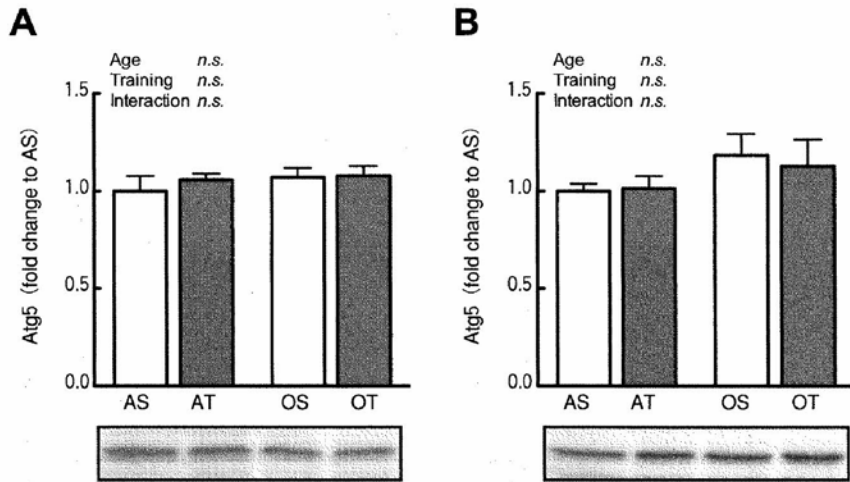 A
Age n.s.
Training n.s.
Interaction n.s.
Atg5 (fold change to AS)
1.5
1.0
0.5
0.0
AS AT OS OT
B
Age n.s.
Training n.s.
Interaction n.s.
Atg5 (fold change to AS)
1.5
1.0
0.5
0.0
AS AT OS OT